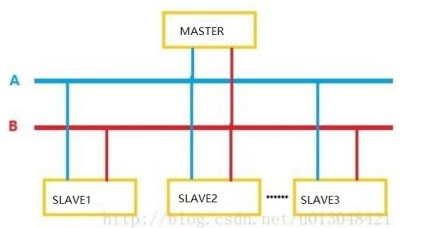 MASTER
A
B
SLAVE1
SLAVE2
......
SLAVE3
http://blog.csdn.net/u013048421